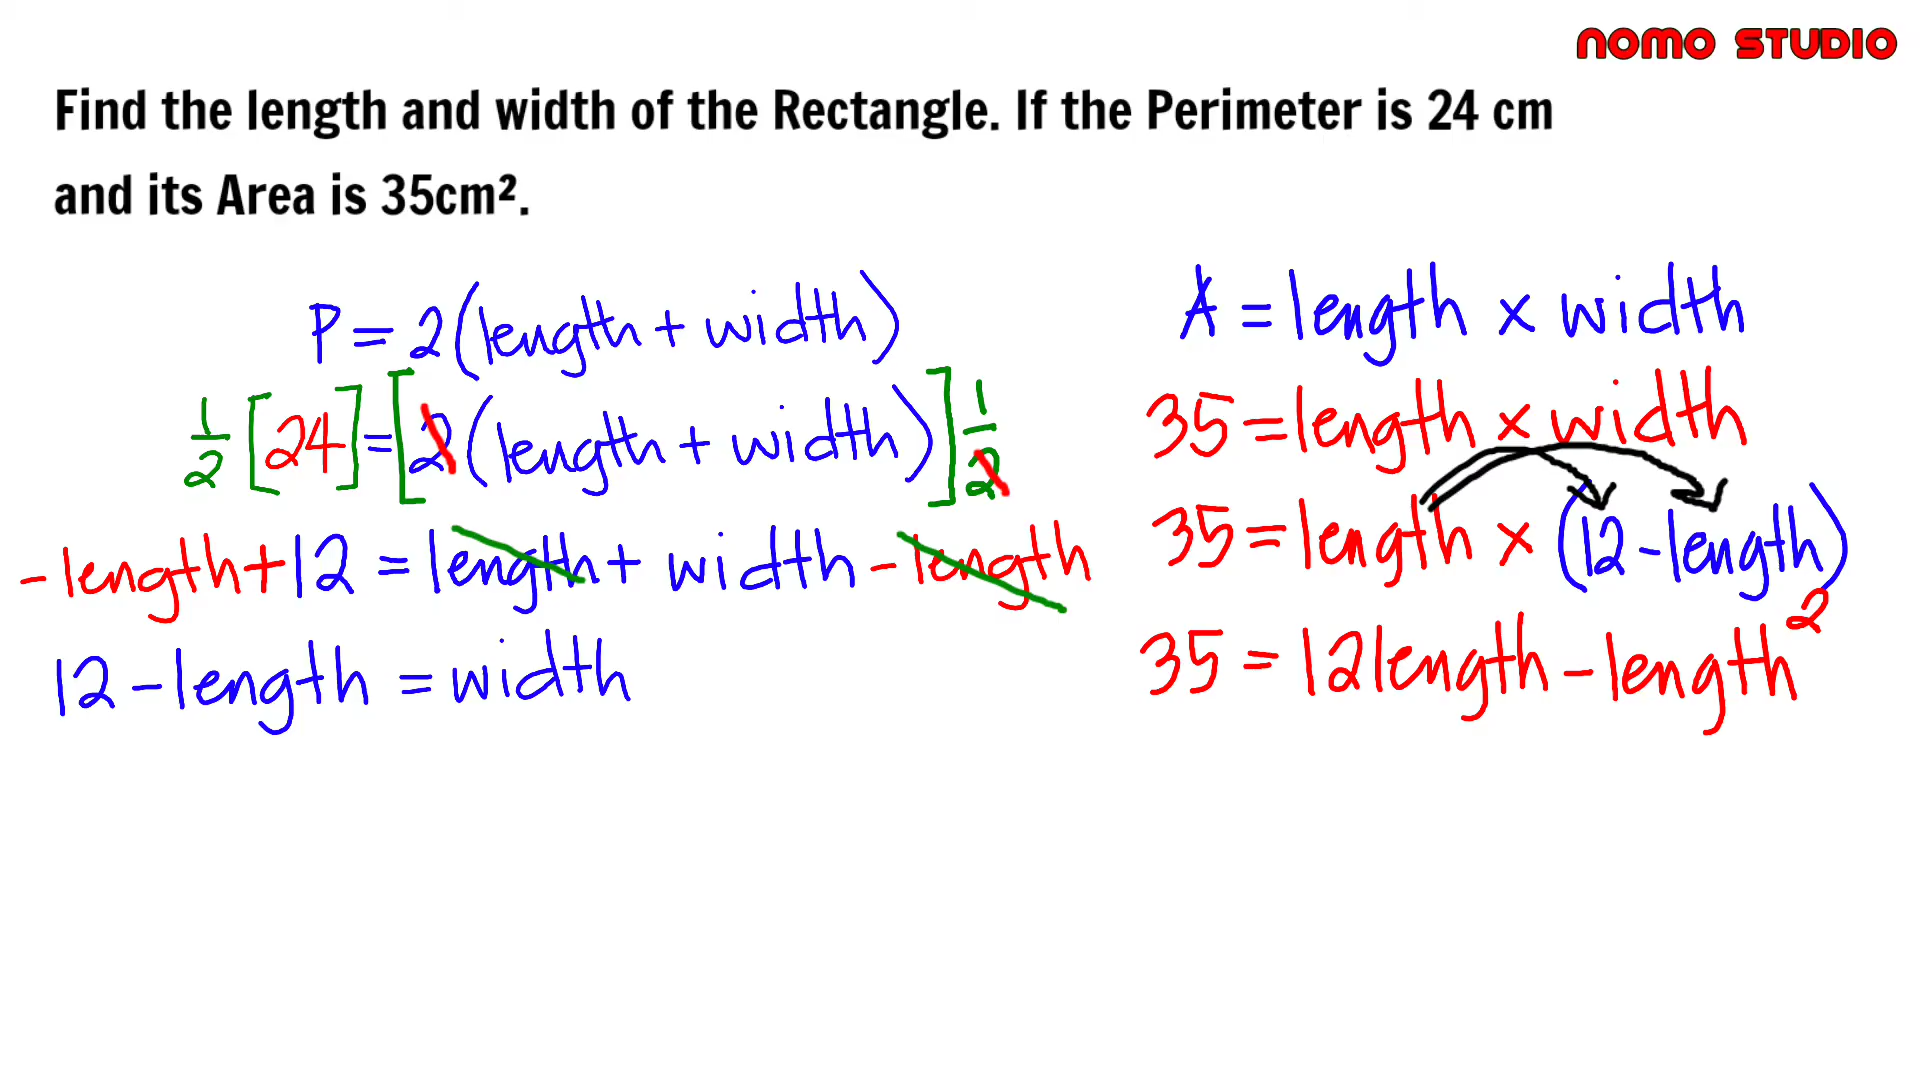 NOMO STUDIO
Find the length and width of the Rectangle. If the Perimeter is 24 cm
and its Area is 35cm².
P = 2(length + width)
1/2 [24] = [2(length + width)] 1/2
-length + 12 = length + width - length
12 - length = width
A = length x width
35 = length x width
35 = length x (12 - length)
35 = 12length - length²